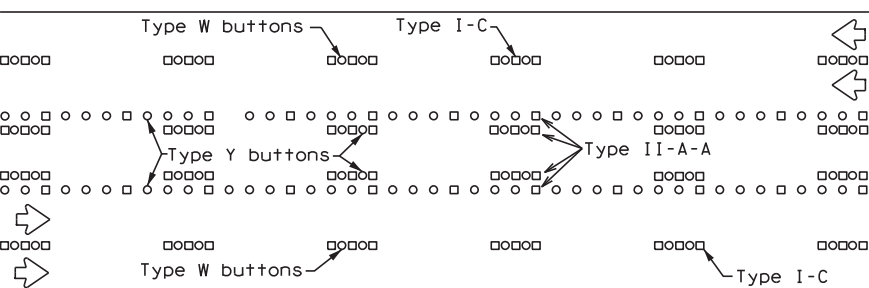 Type W buttons
Type I-C
Type Y buttons
Type II-A-A
Type W buttons
Type I-C